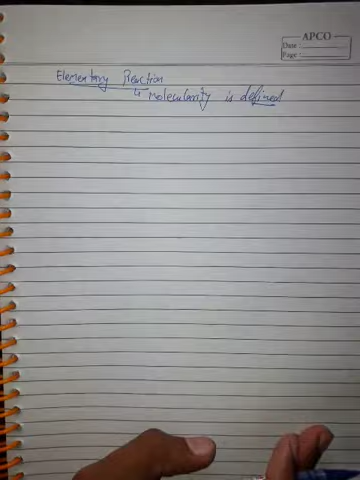 APCO
Date :
Page :
Elementary Reaction
↳ Molecularity is defined